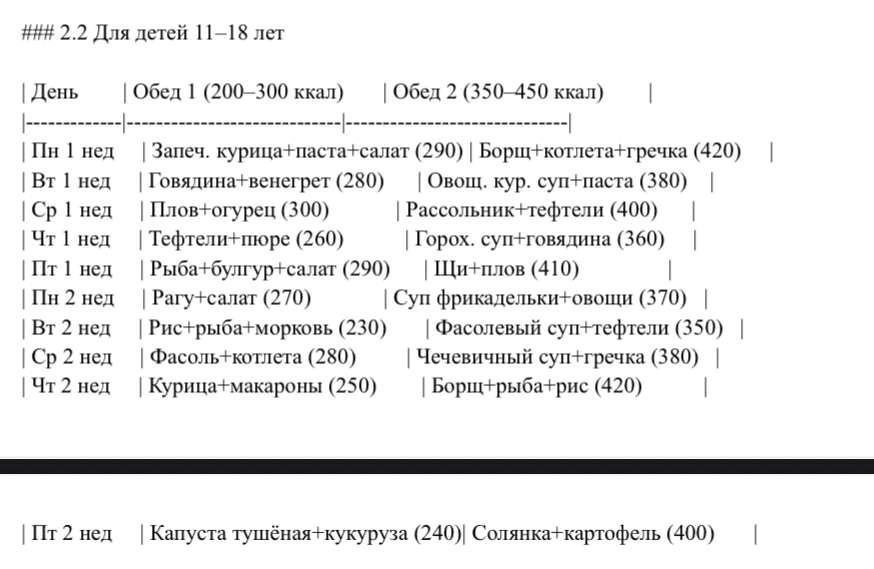 ### 2.2 Для детей 11–18 лет
| День | Обед 1 (200–300 ккал) | Обед 2 (350–450 ккал) |
|-------------|-----------------------------|------------------------------|
| Пн 1 нед | Запеч. курица+паста+салат (290) | Борщ+котлета+гречка (420) |
| Вт 1 нед | Говядина+венегрет (280) | Овощ. кур. суп+паста (380) |
| Ср 1 нед | Плов+огурец (300) | Рассольник+тефтели (400) |
| Чт 1 нед | Тефтели+пюре (260) | Горох. суп+говядина (360) |
| Пт 1 нед | Рыба+булгур+салат (290) | Щи+плов (410) |
| Пн 2 нед | Рагу+салат (270) | Суп фрикадельки+овощи (370) |
| Вт 2 нед | Рис+рыба+морковь (230) | Фасолевый суп+тефтели (350) |
| Ср 2 нед | Фасоль+котлета (280) | Чечевичный суп+гречка (380) |
| Чт 2 нед | Курица+макароны (250) | Борщ+рыба+рис (420) |
| Пт 2 нед | Капуста тушёная+кукуруза (240)| Солянка+картофель (400) |